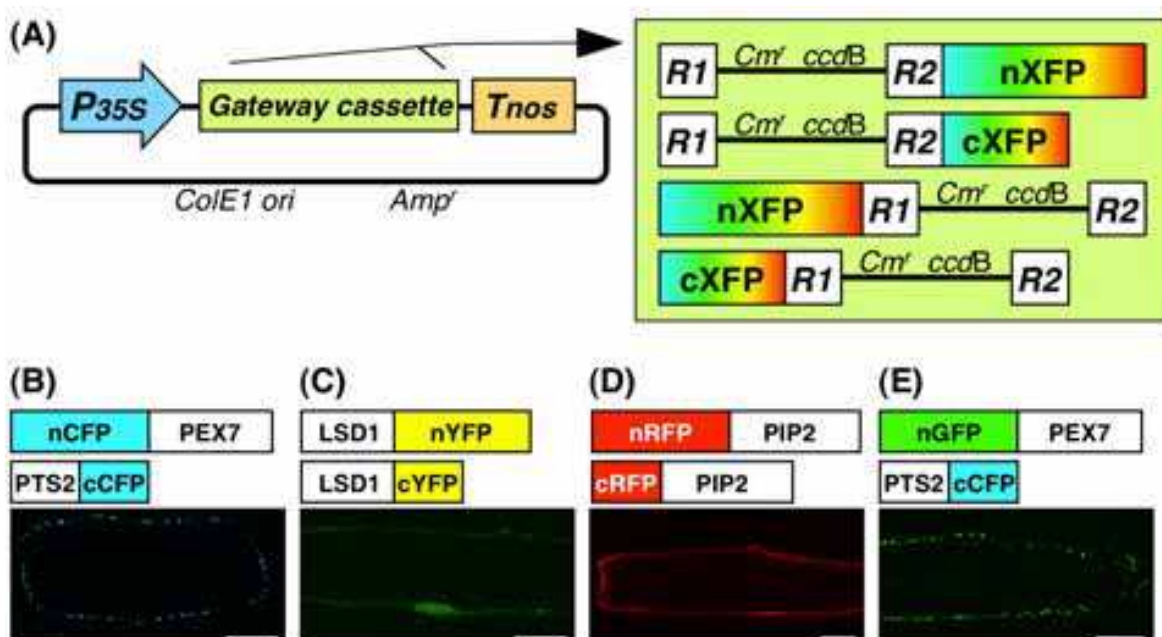 (A)
P35S
Gateway cassette
Tnos
ColE1 ori
Ampʳ
R1
Cmʳ
ccdB
R2
nXFP
R1
Cmʳ
ccdB
R2
cXFP
nXFP
R1
Cmʳ
ccdB
R2
cXFP
R1
Cmʳ
ccdB
R2
(B)
nCFP
PEX7
PTS2
cCFP
(C)
LSD1
nYFP
LSD1
cYFP
(D)
nRFP
PIP2
cRFP
PIP2
(E)
nGFP
PEX7
PTS2
cCFP